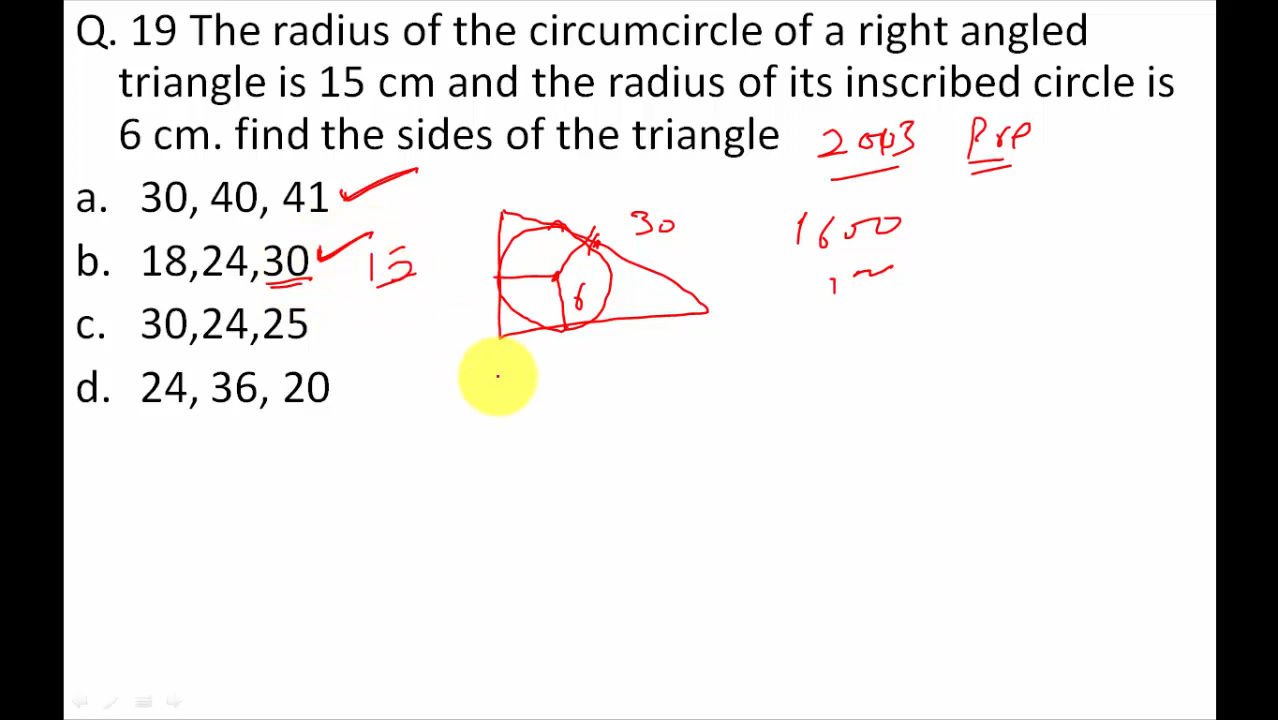 Q. 19 The radius of the circumcircle of a right angled
triangle is 15 cm and the radius of its inscribed circle is
6 cm. find the sides of the triangle
a. 30, 40, 41
b. 18,24,30 15
c. 30,24,25
d. 24, 36, 20
30
6
1600